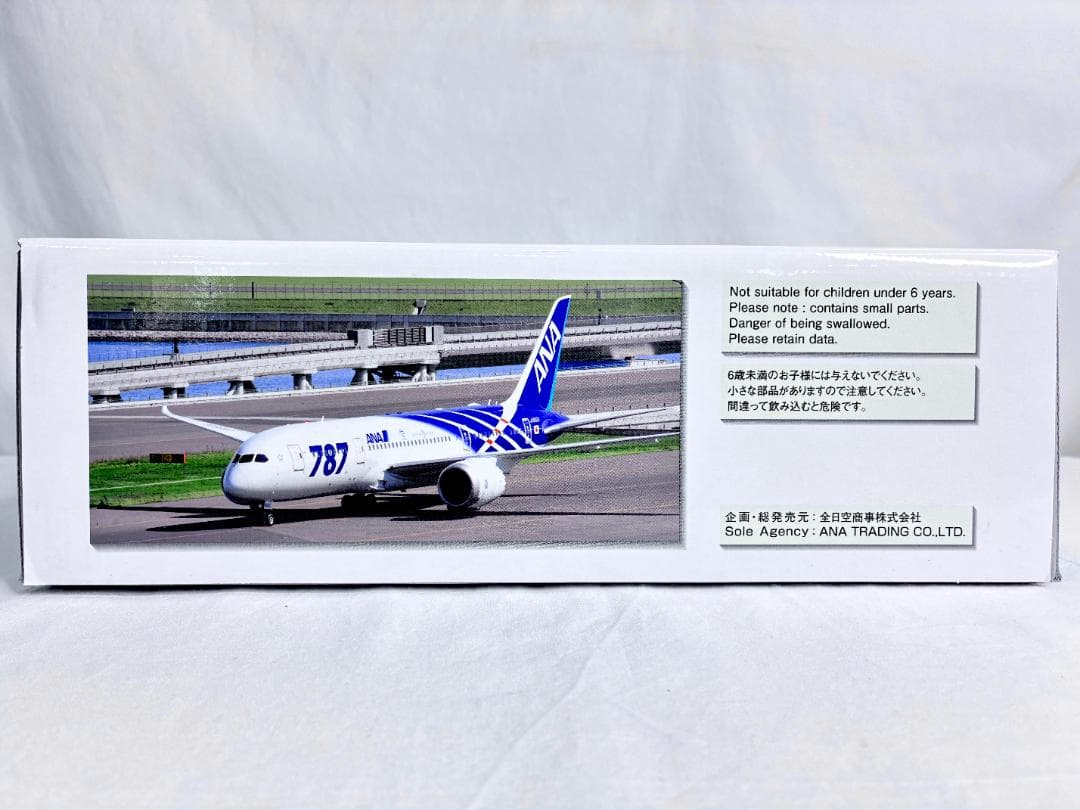 ANA
ANA
787
Not suitable for children under 6 years.
Please note : contains small parts.
Danger of being swallowed.
Please retain data.
6歳未満のお子様には与えないでください。
小さな部品がありますので注意してください。
間違って飲み込むと危険です。
企画・総発売元 : 全日空商事株式会社
Sole Agency : ANA TRADING CO.,LTD.